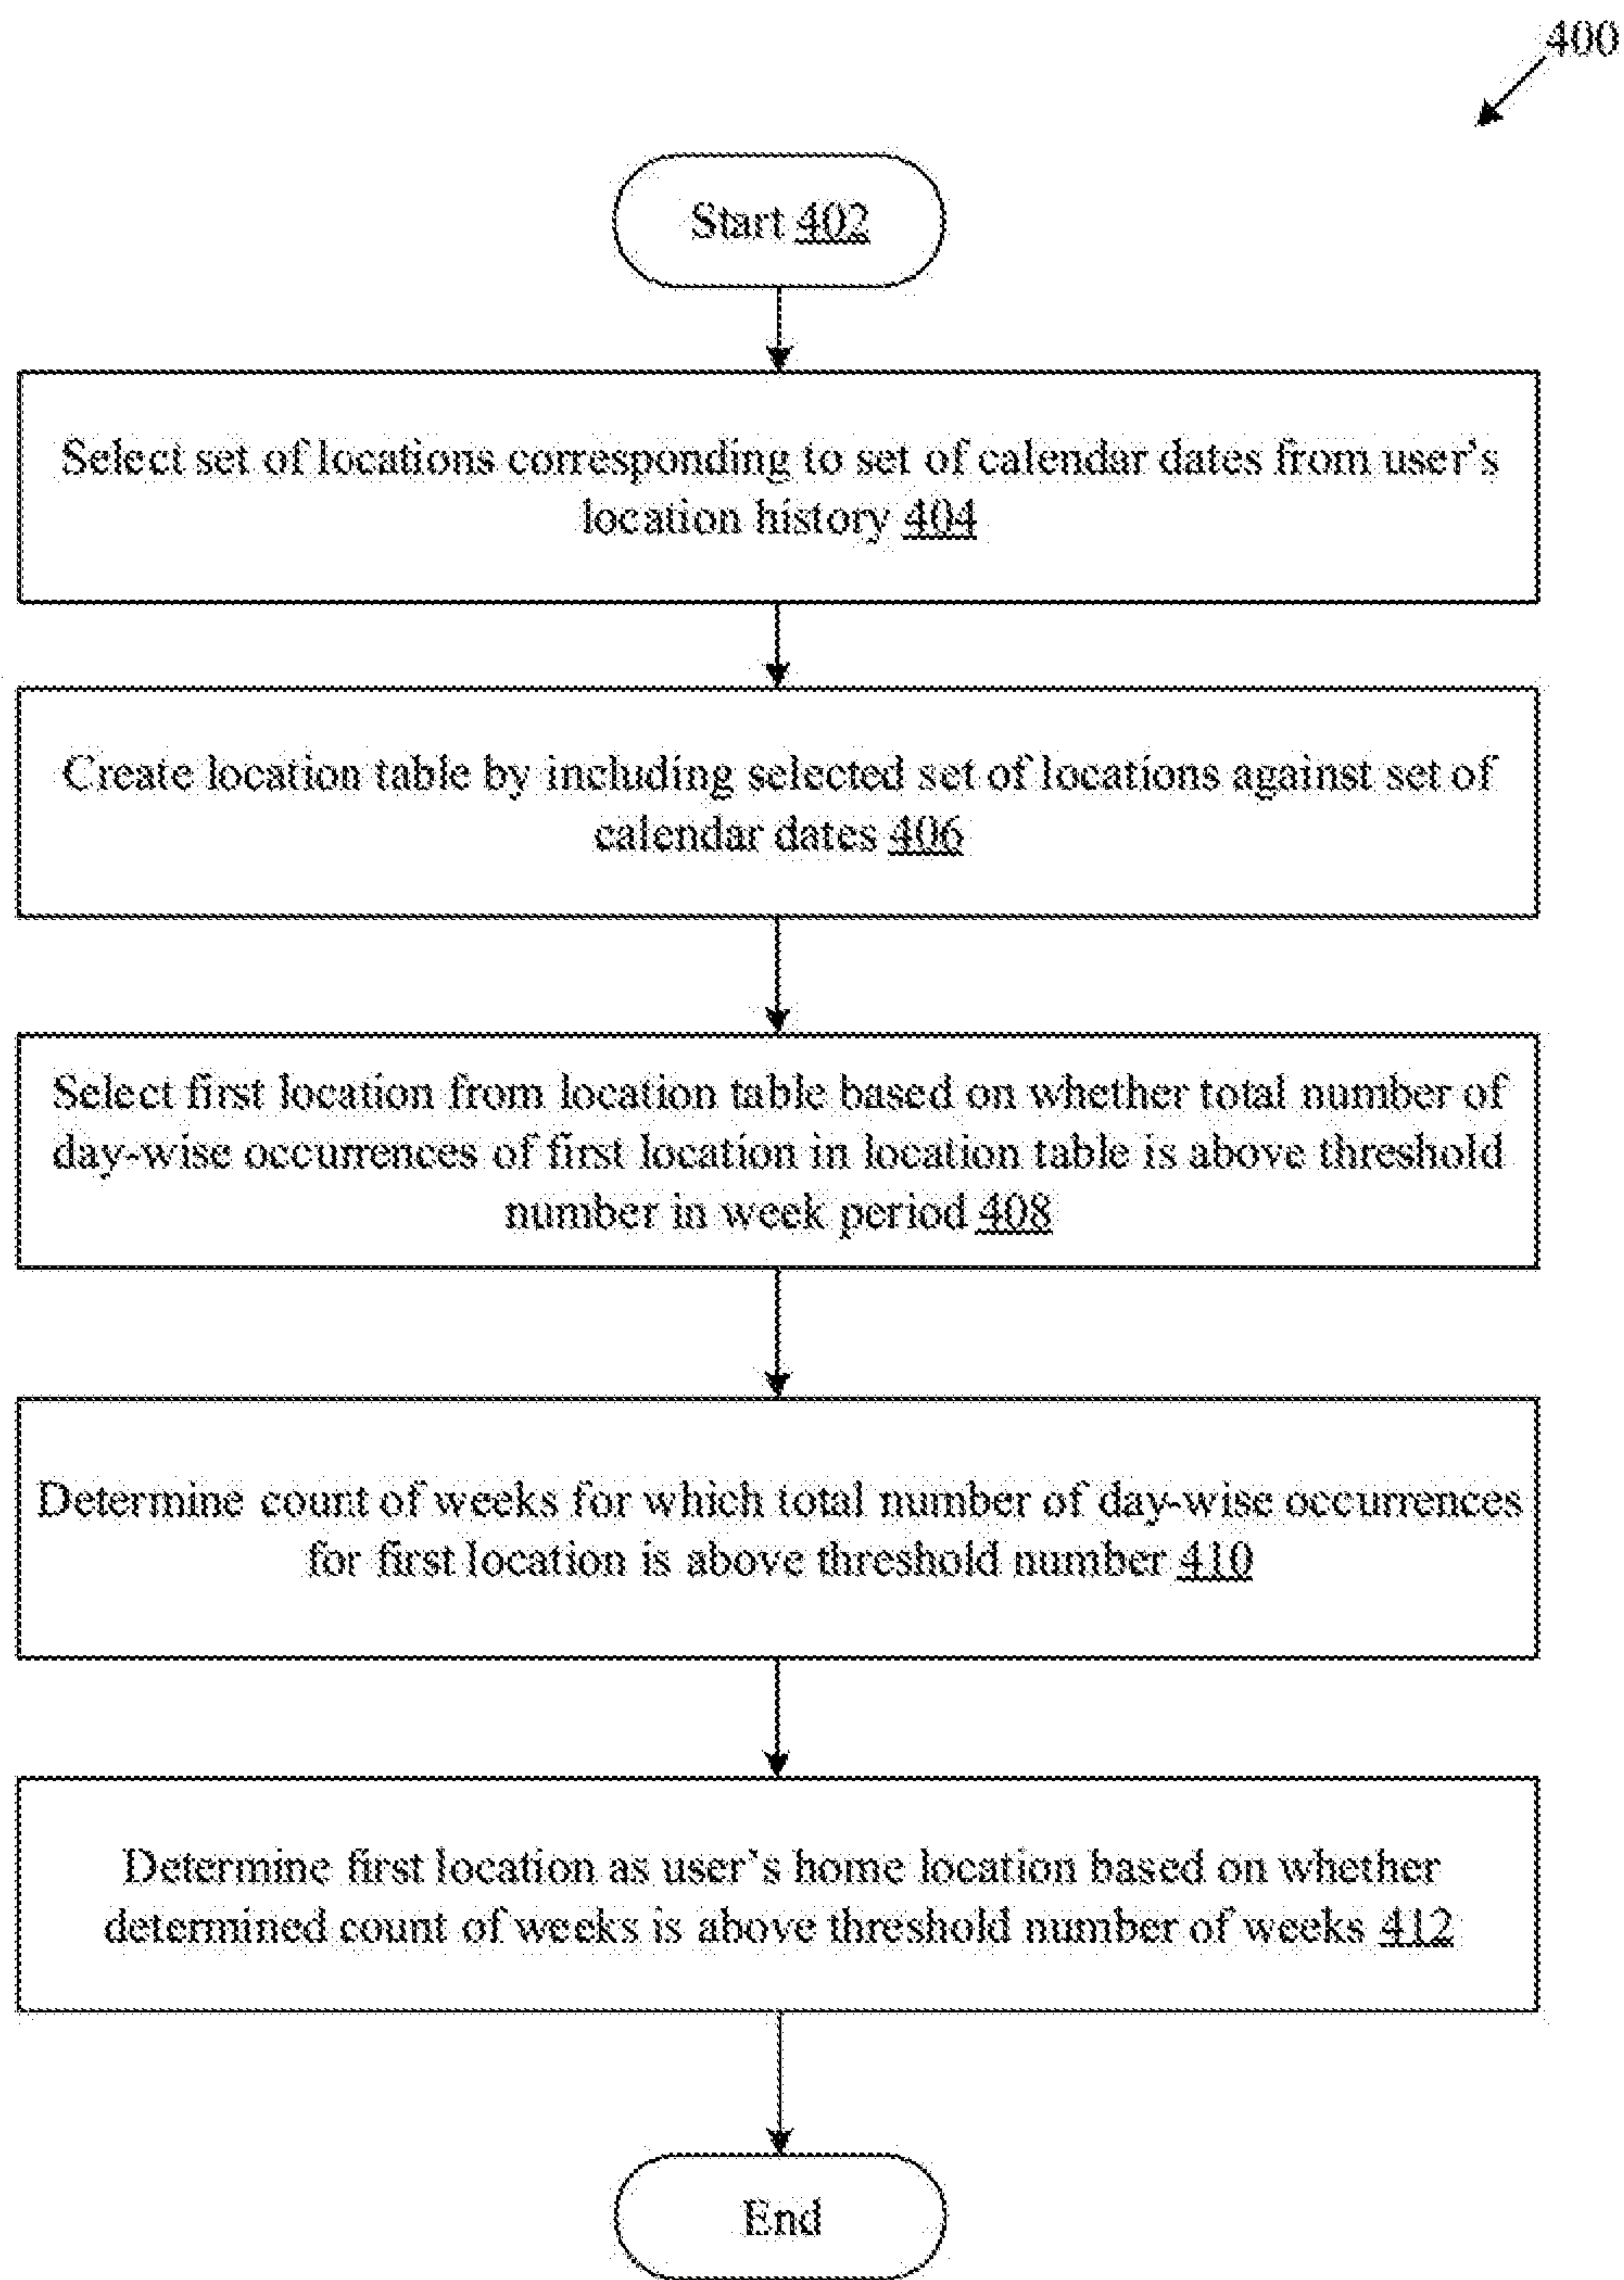 400
Start 402
Select set of locations corresponding to set of calendar dates from user's
location history 404
Create location table by including selected set of locations against set of
calendar dates 406
Select first location from location table based on whether total number of
day-wise occurrences of first location in location table is above threshold
number in week period 408
Determine count of weeks for which total number of day-wise occurrences
for first location is above threshold number 410
Determine first location as user's home location based on whether
determined count of weeks is above threshold number of weeks 412
End